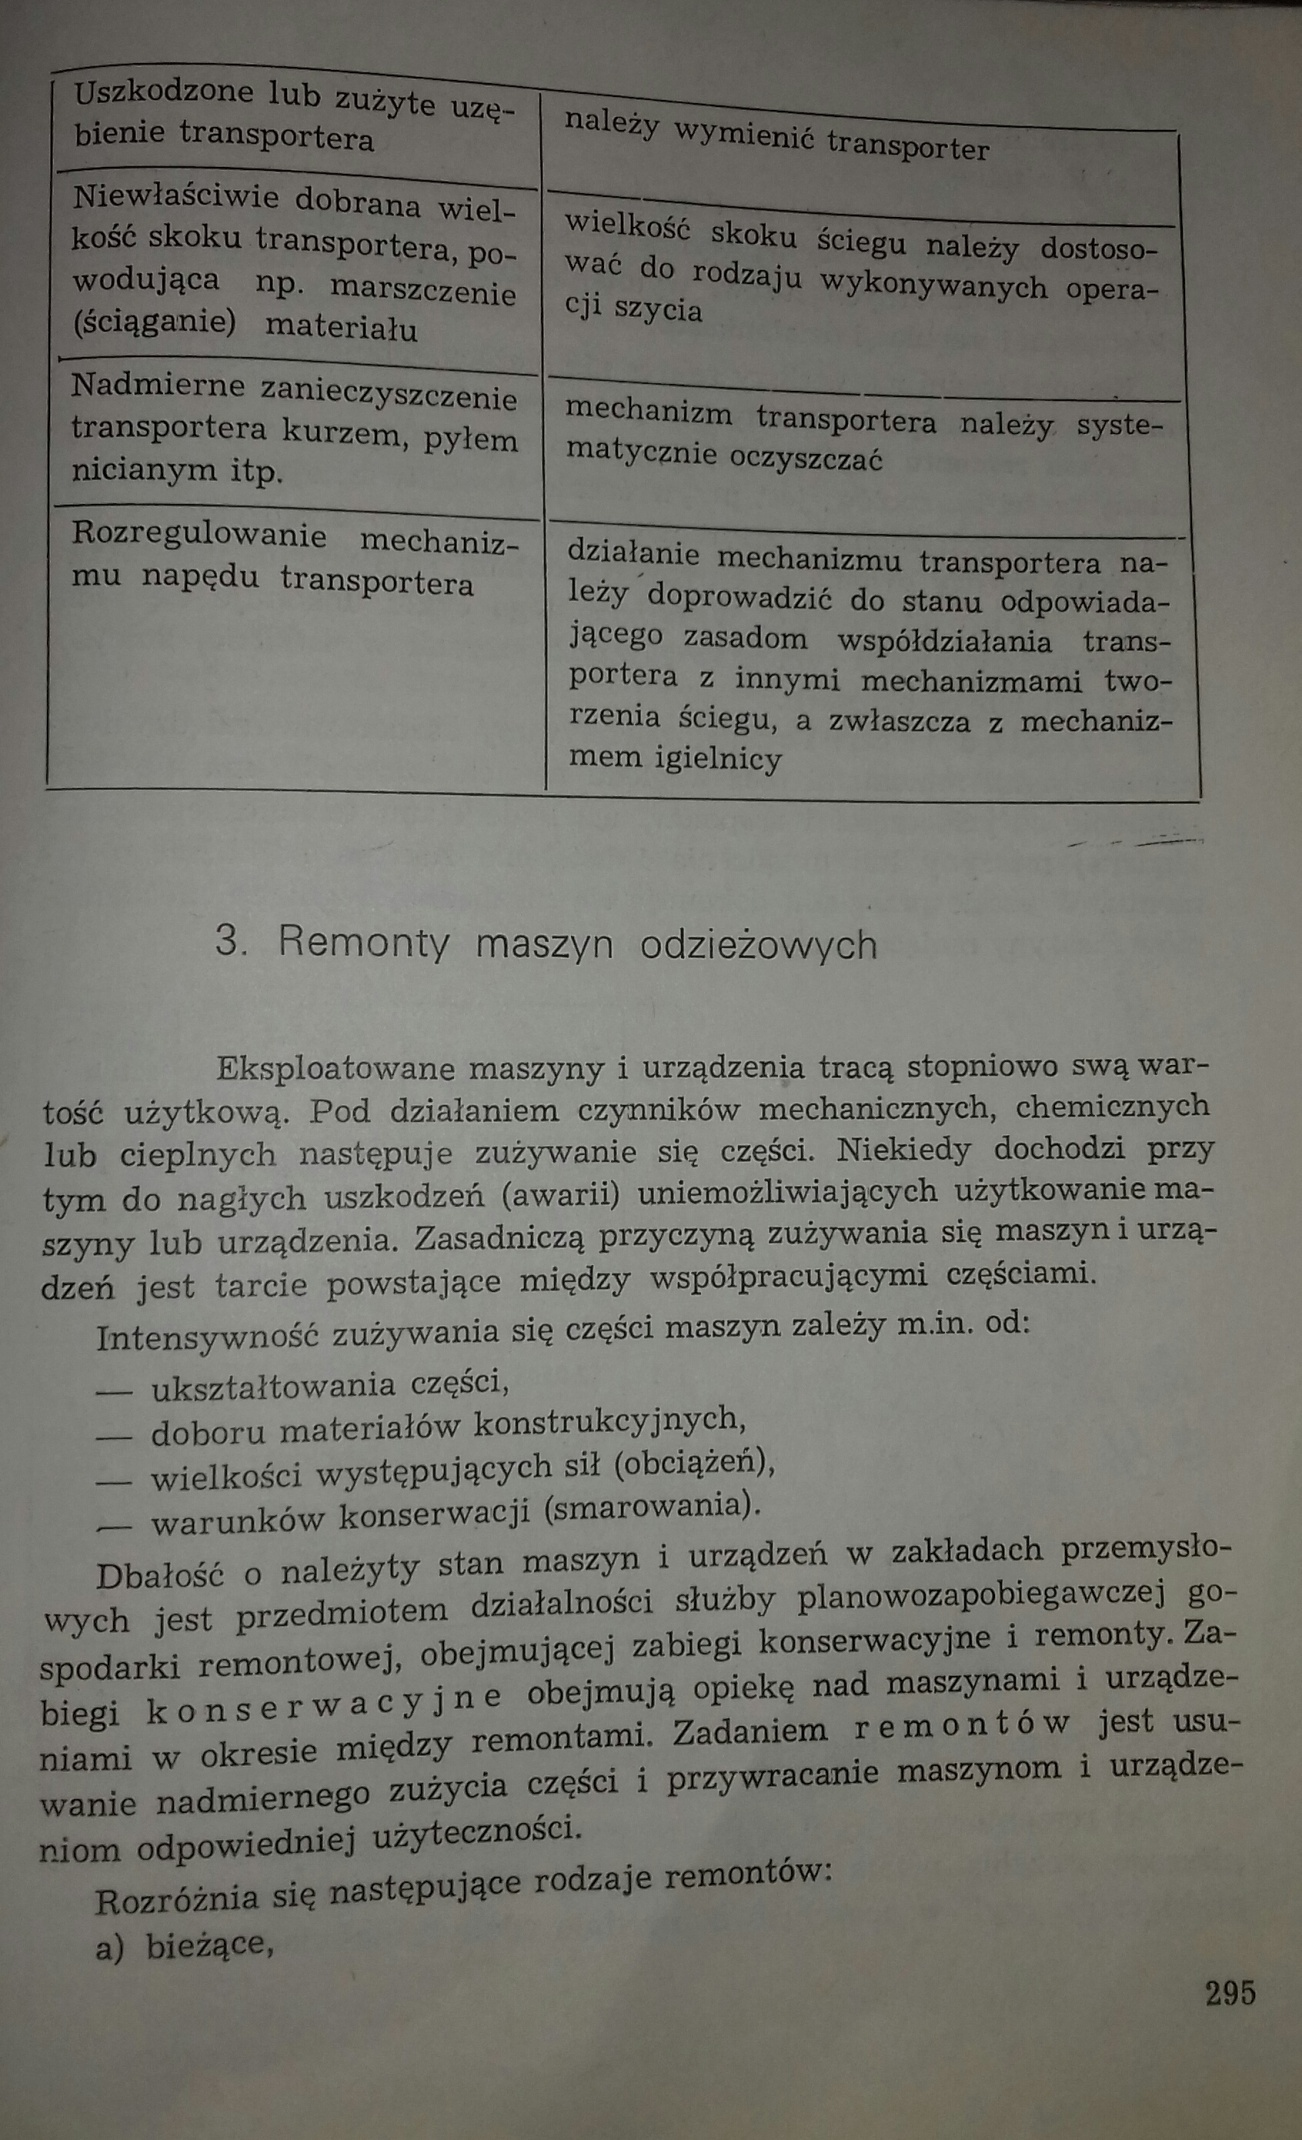 Uszkodzone lub zużyte uzę-
bienie transportera
należy wymienić transporter
Niewłaściwie dobrana wiel-
kość skoku transportera, po-
wodująca np. marszczenie
(ściąganie) materiału
wielkość skoku ściegu należy dostoso-
wać do rodzaju wykonywanych opera-
cji szycia
Nadmierne zanieczyszczenie
transportera kurzem, pyłem
nicianym itp.
mechanizm transportera należy syste-
matycznie oczyszczać
Rozregulowanie mechaniz-
mu napędu transportera
działanie mechanizmu transportera na-
leży doprowadzić do stanu odpowiada-
jącego zasadom współdziałania trans-
portera z innymi mechanizmami two-
rzenia ściegu, a zwłaszcza z mechaniz-
mem igielnicy
3. Remonty maszyn odzieżowych
Eksploatowane maszyny i urządzenia tracą stopniowo swą war-
tość użytkową. Pod działaniem czynników mechanicznych, chemicznych
lub cieplnych następuje zużywanie się części. Niekiedy dochodzi przy
tym do nagłych uszkodzeń (awarii) uniemożliwiających użytkowanie ma-
szyny lub urządzenia. Zasadniczą przyczyną zużywania się maszyn i urzą-
dzeń jest tarcie powstające między współpracującymi częściami.
Intensywność zużywania się części maszyn zależy m.in. od:
— ukształtowania części,
— doboru materiałów konstrukcyjnych,
— wielkości występujących sił (obciążeń),
— warunków konserwacji (smarowania).
Dbałość o należyty stan maszyn i urządzeń w zakładach przemysło-
wych jest przedmiotem działalności służby planowozapobiegawczej go-
spodarki remontowej, obejmującej zabiegi konserwacyjne i remonty. Za-
biegi konserwacyjne obejmują opiekę nad maszynami i urządze-
niami w okresie między remontami. Zadaniem remontów jest usu-
wanie nadmiernego zużycia części i przywracanie maszynom i urządze-
niom odpowiedniej użyteczności.
Rozróżnia się następujące rodzaje remontów:
a) bieżące,
295